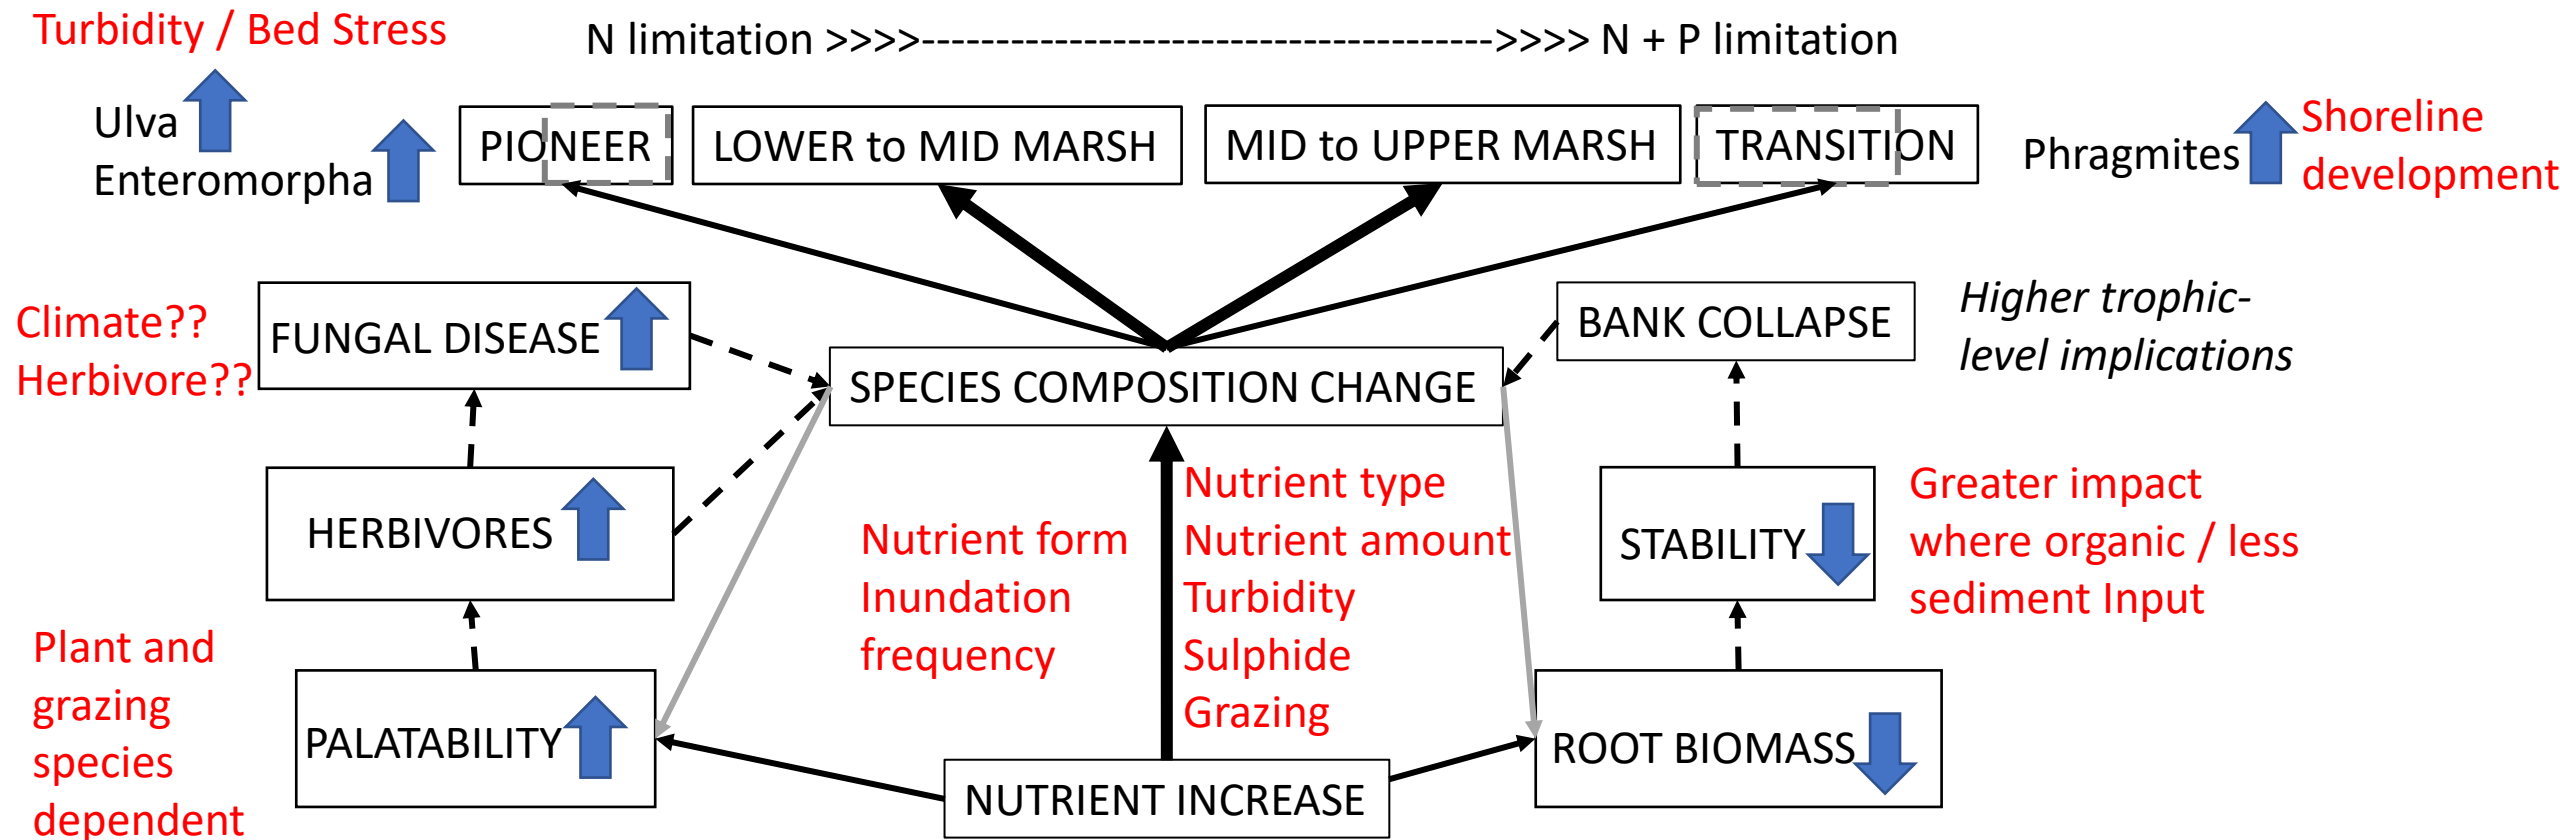 Turbidity / Bed Stress
N limitation >>>>--------------------------------------->>>> N + P limitation
Ulva
Enteromorpha
PIONEER
LOWER to MID MARSH
MID to UPPER MARSH
TRANSITION
Phragmites
Shoreline
development
Climate??
Herbivore??
FUNGAL DISEASE
SPECIES COMPOSITION CHANGE
BANK COLLAPSE
Higher trophic-
level implications
HERBIVORES
Nutrient form
Inundation
frequency
Nutrient type
Nutrient amount
Turbidity
Sulphide
Grazing
STABILITY
Greater impact
where organic / less
sediment Input
Plant and
grazing
species
dependent
PALATABILITY
NUTRIENT INCREASE
ROOT BIOMASS